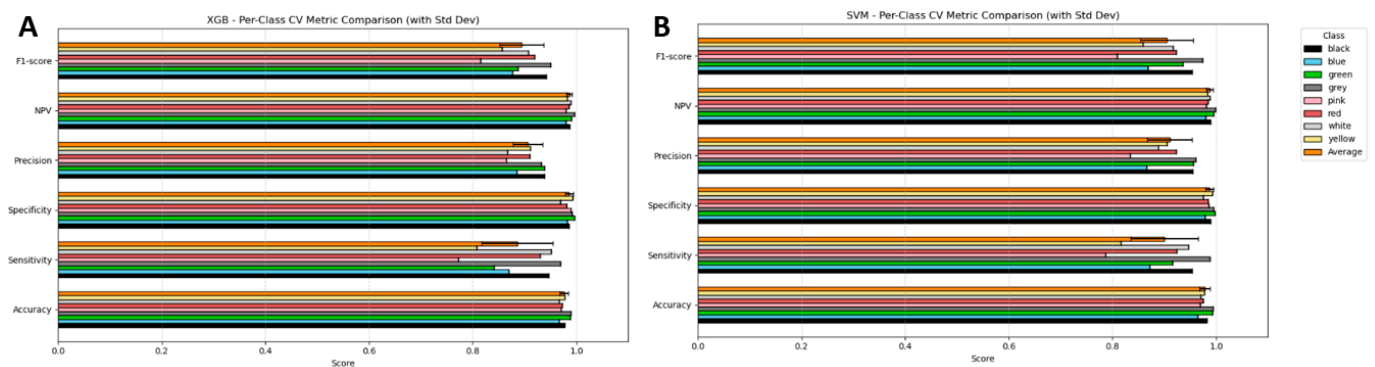 A
XGB - Per-Class CV Metric Comparison (with Std Dev)
F1-score
NPV
Precision
Specificity
Sensitivity
Accuracy
0.0 0.2 0.4 0.6 0.8 1.0
Score
B
SVM - Per-Class CV Metric Comparison (with Std Dev)
F1-score
NPV
Precision
Specificity
Sensitivity
Accuracy
0.0 0.2 0.4 0.6 0.8 1.0
Score
Class
black
blue
green
grey
pink
red
white
yellow
Average